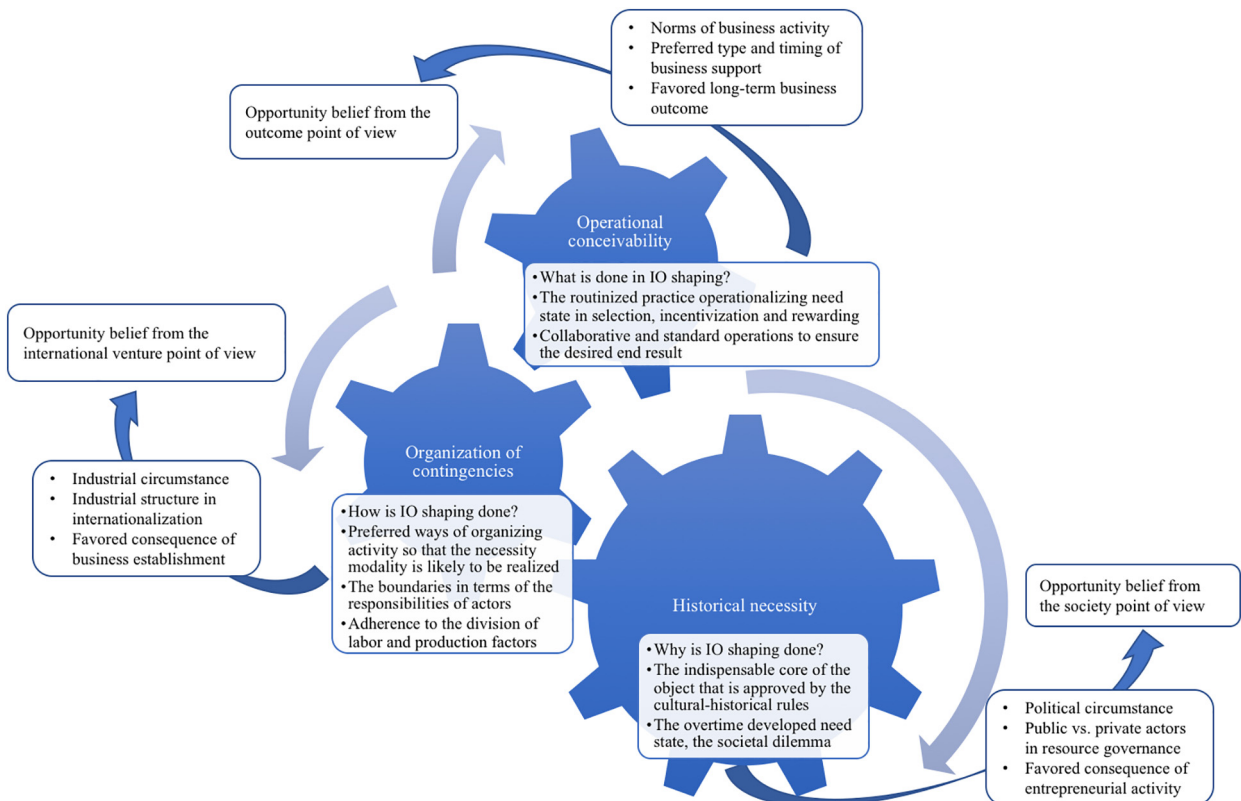 • Norms of business activity
• Preferred type and timing of
business support
• Favored long-term business
outcome
Opportunity belief from the
outcome point of view
Operational
conceivability
•What is done in IO shaping?
•The routinized practice operationalizing need
state in selection, incentivization and rewarding
•Collaborative and standard operations to ensure
the desired end result
Opportunity belief from the
international venture point of view
Organization of
contingencies
• Industrial circumstance
• Industrial structure in
internationalization
• Favored consequence of
business establishment
•How is IO shaping done?
•Preferred ways of organizing
activity so that the necessity
modality is likely to be realized
•The boundaries in terms of the
responsibilities of actors
•Adherence to the division of
labor and production factors
Historical necessity
•Why is IO shaping done?
•The indispensable core of the
object that is approved by the
cultural-historical rules
•The overtime developed need
state, the societal dilemma
Opportunity belief from
the society point of view
• Political circumstance
• Public vs. private actors
in resource governance
• Favored consequence of
entrepreneurial activity